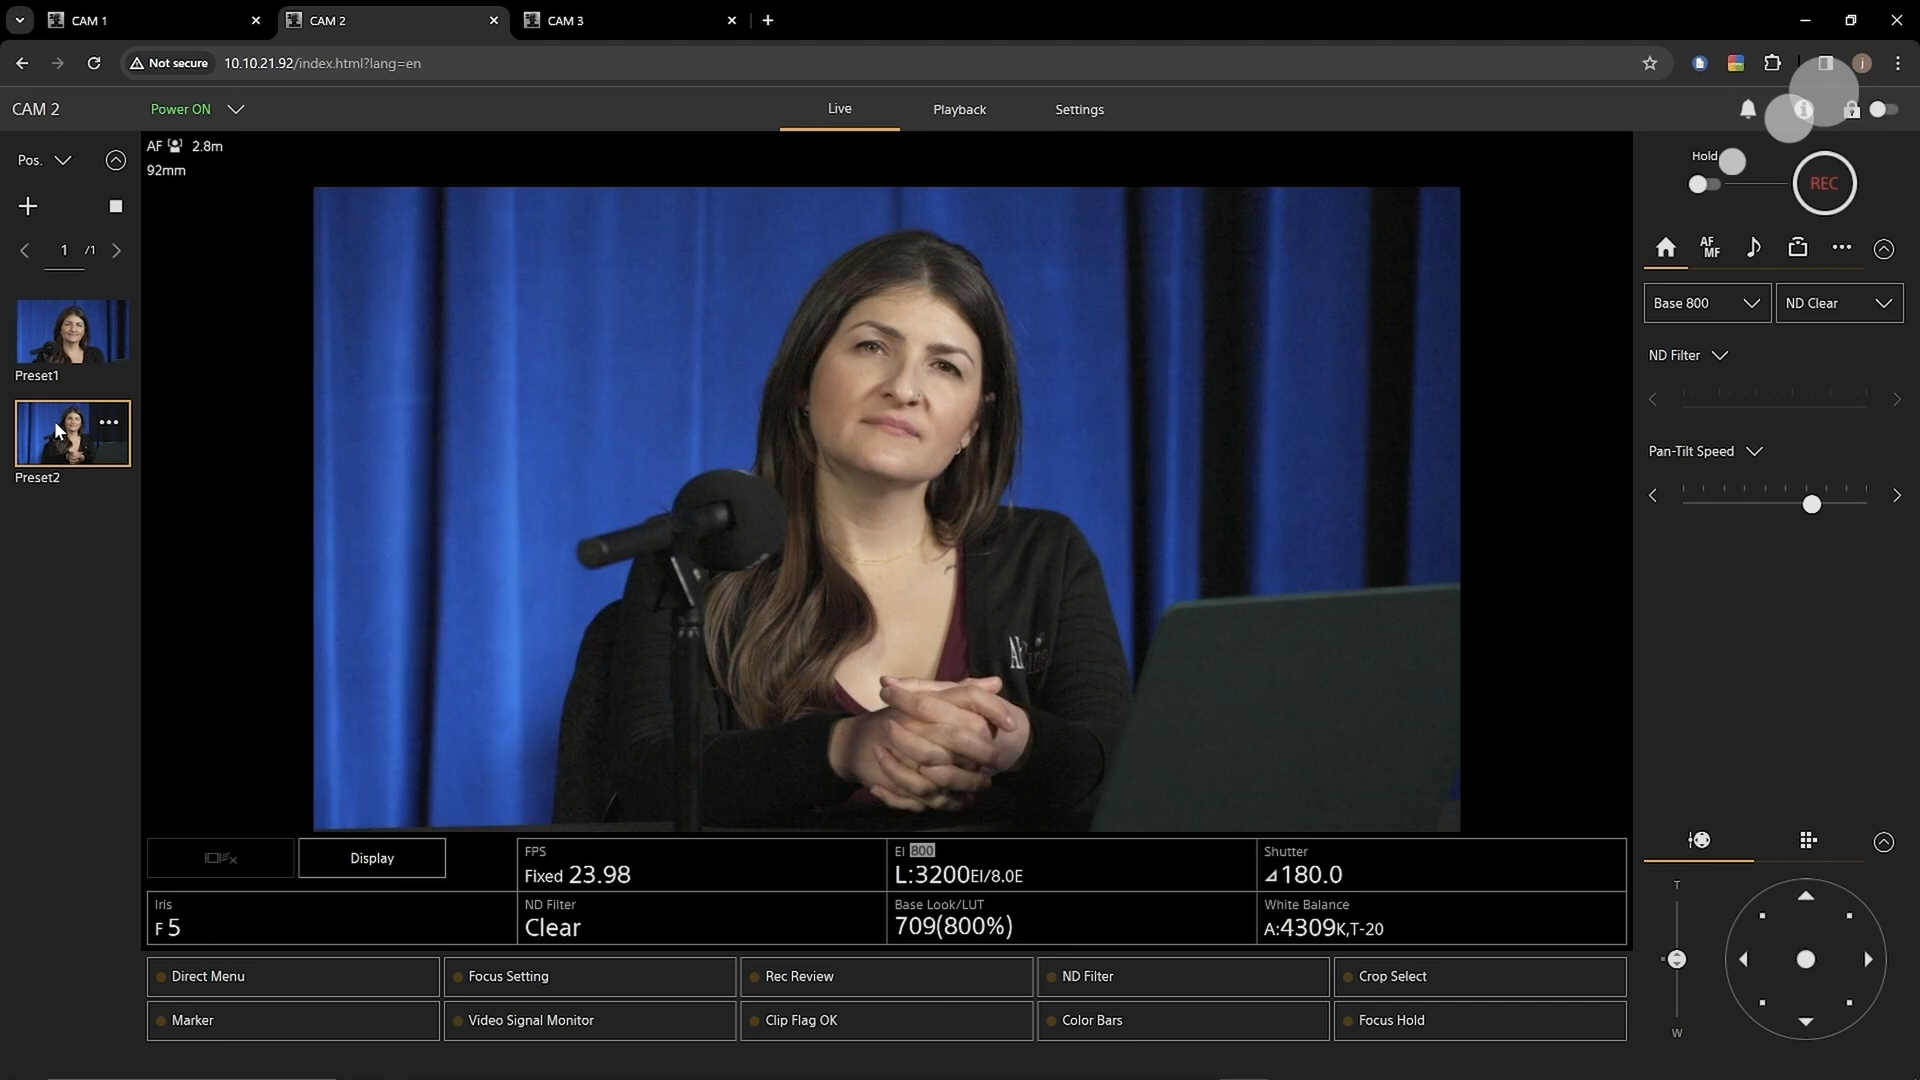 CAM 1
CAM 2
CAM 3
Not secure
10.10.21.92/index.html?lang=en
j
CAM 2
Power ON
Live
Playback
Settings
Pos.
AF 2.8m
92mm
Hold
REC
1 /1
AF
MF
Base 800
ND Clear
Preset1
ND Filter
Preset2
Pan-Tilt Speed
Display
FPS
Fixed 23.98
EI 800
L:3200EI/8.0E
Shutter
180.0
Iris
F 5
ND Filter
Clear
Base Look/LUT
709(800%)
White Balance
A:4309K,T-20
T
W
Direct Menu
Focus Setting
Rec Review
ND Filter
Crop Select
Marker
Video Signal Monitor
Clip Flag OK
Color Bars
Focus Hold